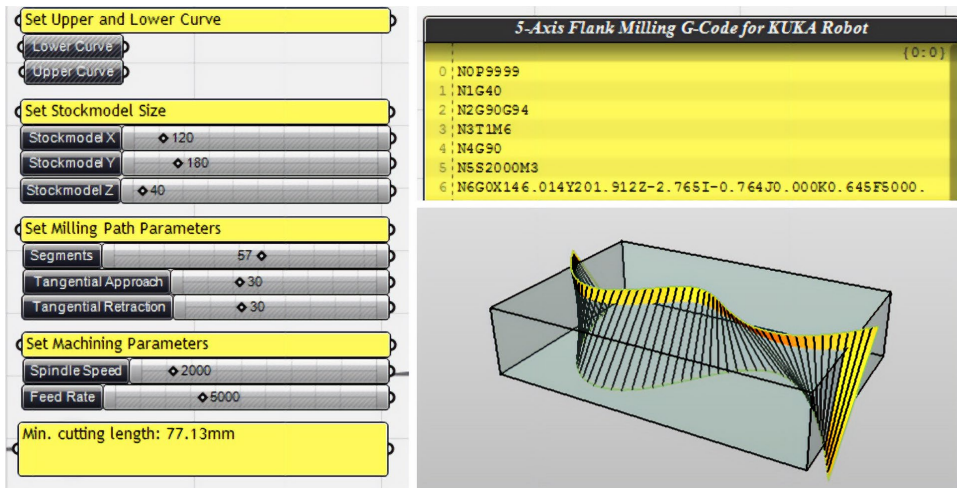 Set Upper and Lower Curve
Lower Curve
Upper Curve
Set Stockmodel Size
Stockmodel X 120
Stockmodel Y 180
Stockmodel Z 40
Set Milling Path Parameters
Segments 57
Tangential Approach 30
Tangential Retraction 30
Set Machining Parameters
Spindle Speed 2000
Feed Rate 5000
Min. cutting length: 77.13mm
5-Axis Flank Milling G-Code for KUKA Robot
{0;0}
0 N0P9999
1 N1G40
2 N2G90G94
3 N3T1M6
4 N4G90
5 N5S2000M3
6 N6G0X146.014Y201.912Z-2.765I-0.764J0.000K0.645F5000.